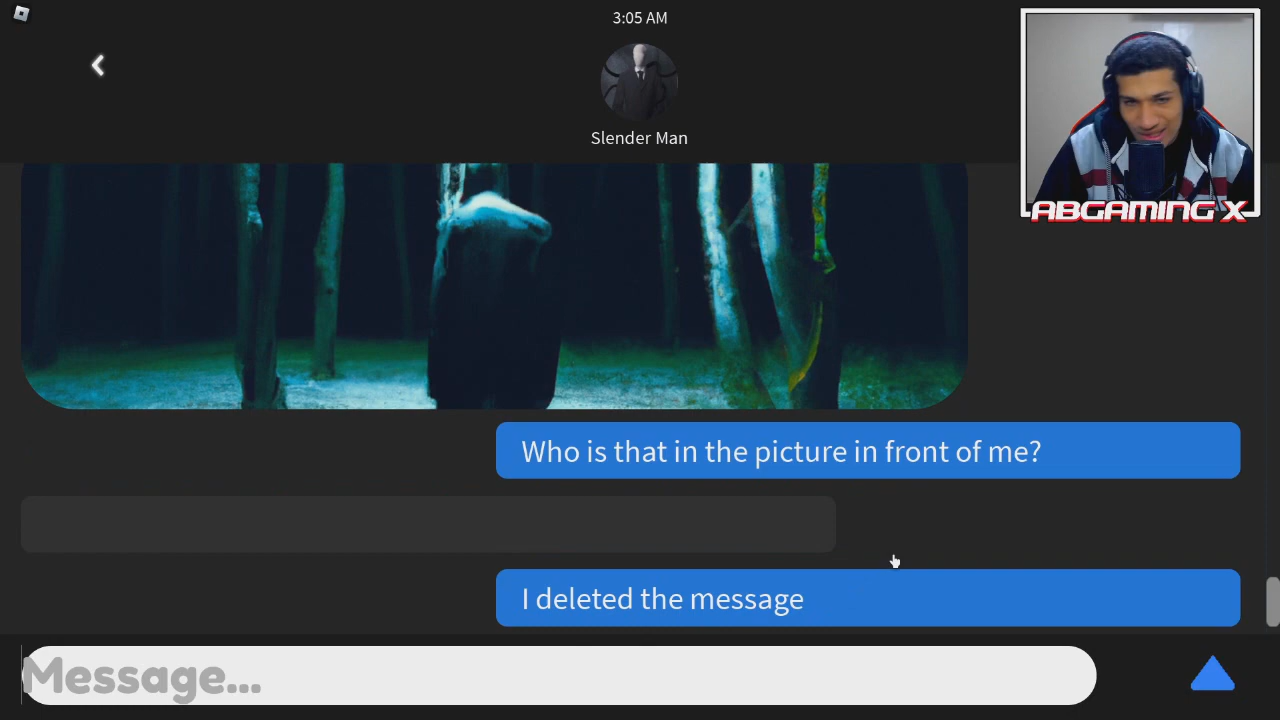 3:05 AM
Slender Man
ABGAMING X
Who is that in the picture in front of me?
I deleted the message
Message...